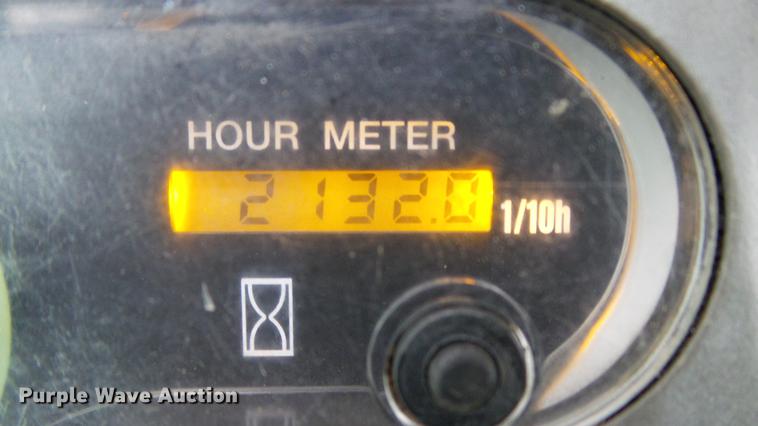 HOUR METER
2132.0
1/10h
Purple Wave Auction